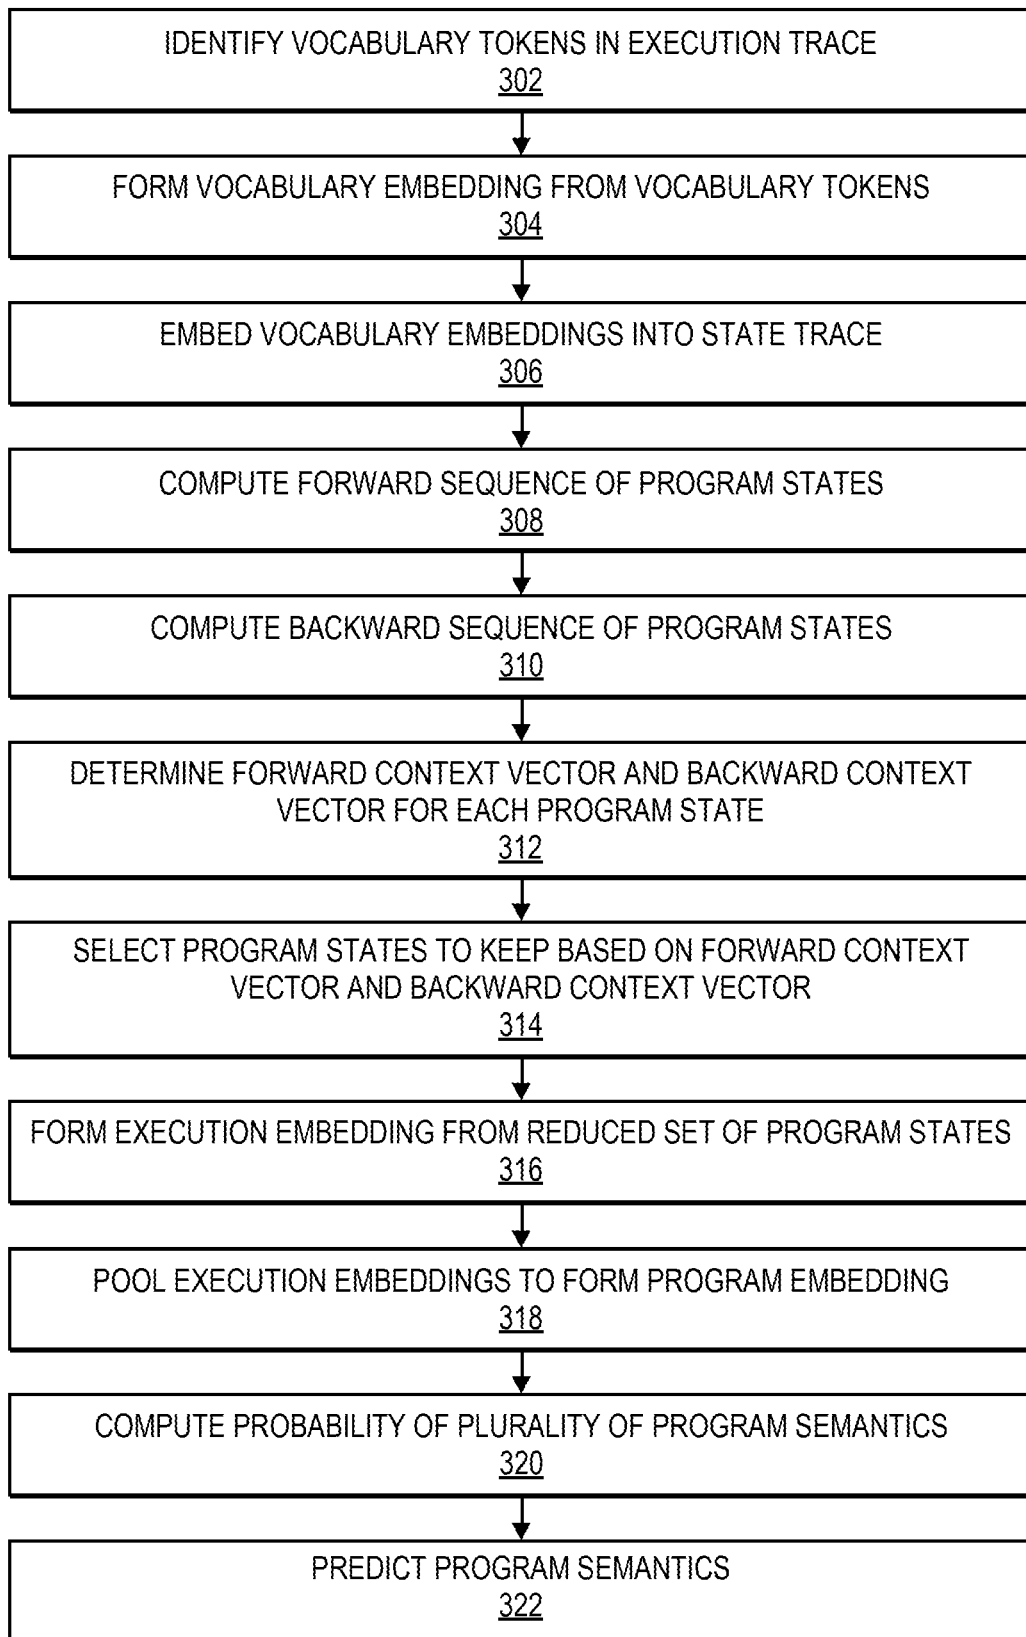 IDENTIFY VOCABULARY TOKENS IN EXECUTION TRACE
302
FORM VOCABULARY EMBEDDING FROM VOCABULARY TOKENS
304
EMBED VOCABULARY EMBEDDINGS INTO STATE TRACE
306
COMPUTE FORWARD SEQUENCE OF PROGRAM STATES
308
COMPUTE BACKWARD SEQUENCE OF PROGRAM STATES
310
DETERMINE FORWARD CONTEXT VECTOR AND BACKWARD CONTEXT
VECTOR FOR EACH PROGRAM STATE
312
SELECT PROGRAM STATES TO KEEP BASED ON FORWARD CONTEXT
VECTOR AND BACKWARD CONTEXT VECTOR
314
FORM EXECUTION EMBEDDING FROM REDUCED SET OF PROGRAM STATES
316
POOL EXECUTION EMBEDDINGS TO FORM PROGRAM EMBEDDING
318
COMPUTE PROBABILITY OF PLURALITY OF PROGRAM SEMANTICS
320
PREDICT PROGRAM SEMANTICS
322